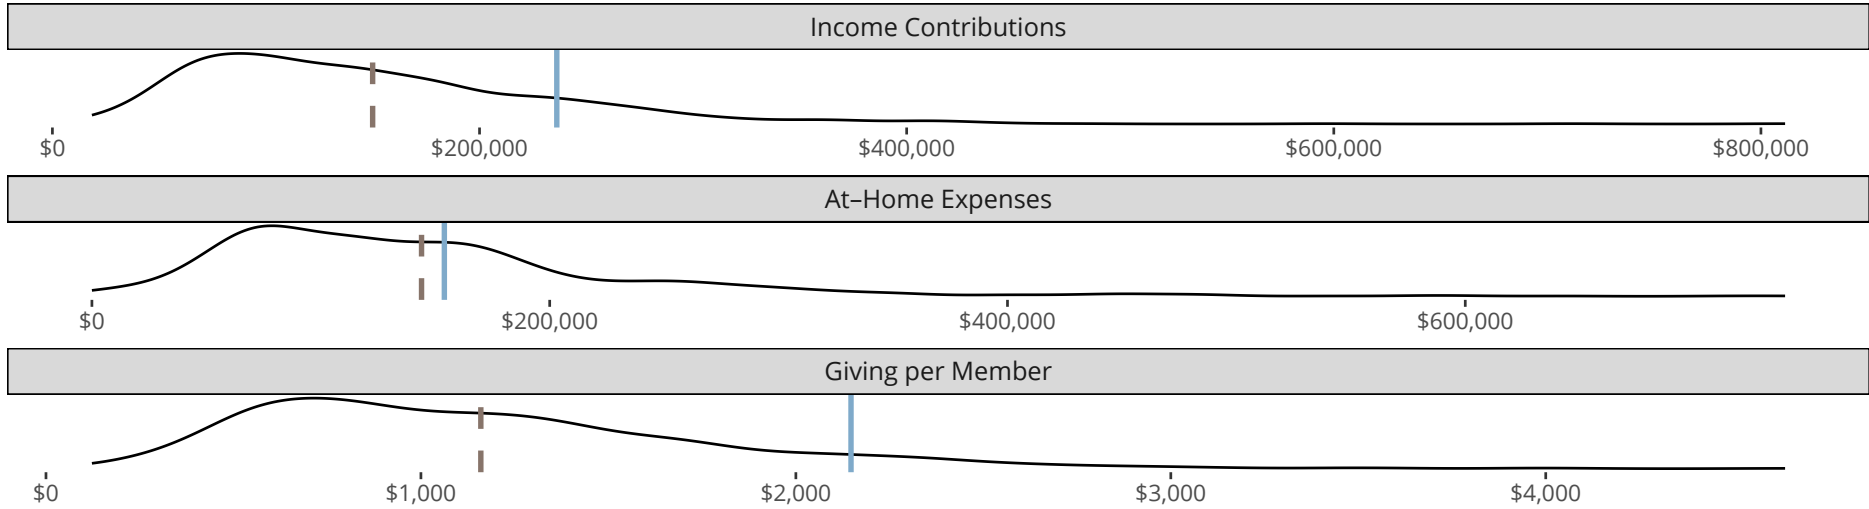 Income Contributions
$0 $200,000 $400,000 $600,000 $800,000
At–Home Expenses
$0 $200,000 $400,000 $600,000
Giving per Member
$0 $1,000 $2,000 $3,000 $4,000